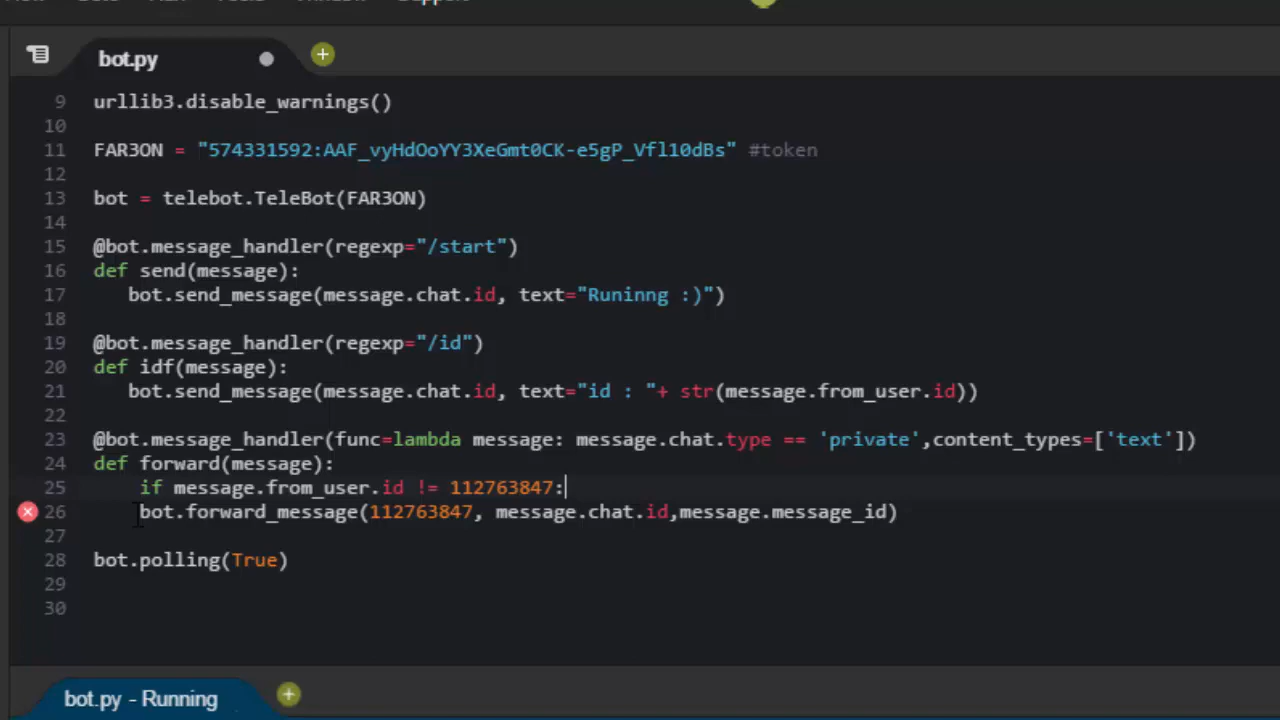 bot.py
9 urllib3.disable_warnings()
10
11 FAR3ON = "574331592:AAF_vyHdOoYY3XeGmt0CK-e5gP_Vfl10dBs" #token
12
13 bot = telebot.TeleBot(FAR3ON)
14
15 @bot.message_handler(regexp="/start")
16 def send(message):
17 bot.send_message(message.chat.id, text="Runinng :)")
18
19 @bot.message_handler(regexp="/id")
20 def idf(message):
21 bot.send_message(message.chat.id, text="id : "+ str(message.from_user.id))
22
23 @bot.message_handler(func=lambda message: message.chat.type == 'private',content_types=['text'])
24 def forward(message):
25 if message.from_user.id != 112763847:
26 bot.forward_message(112763847, message.chat.id,message.message_id)
27
28 bot.polling(True)
29
30
bot.py - Running